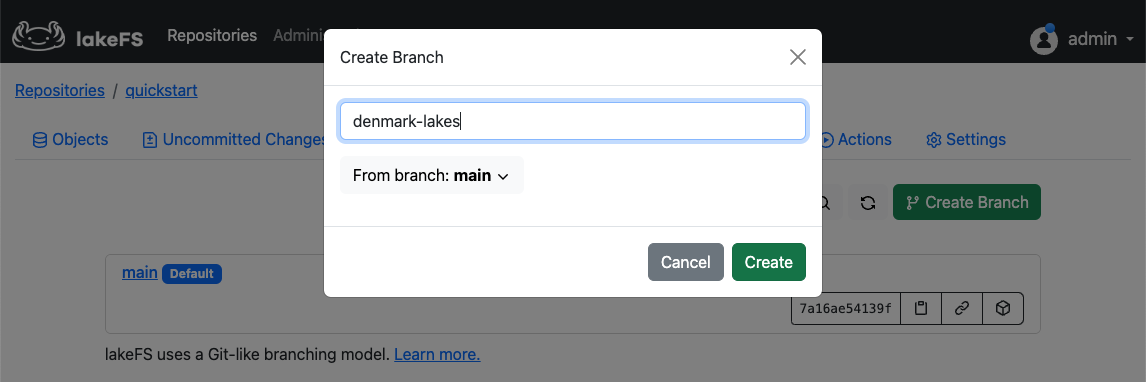 lakeFS Repositories Admini admin
Create Branch
Repositories / quickstart
denmark-lakes
Objects Uncommitted Changes Actions Settings
From branch: main
Create Branch
Cancel Create
main Default
7a16ae54139f
lakeFS uses a Git-like branching model. Learn more.